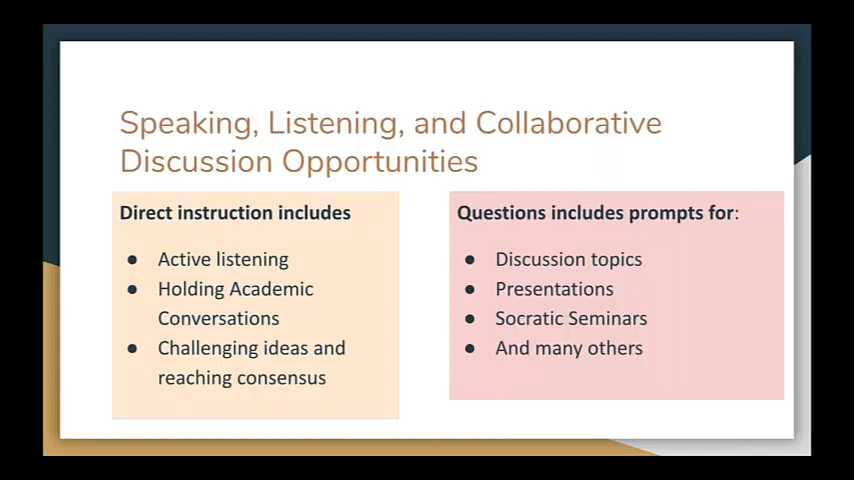 Speaking, Listening, and Collaborative
Discussion Opportunities
Direct instruction includes
● Active listening
● Holding Academic
Conversations
● Challenging ideas and
reaching consensus
Questions includes prompts for:
● Discussion topics
● Presentations
● Socratic Seminars
● And many others